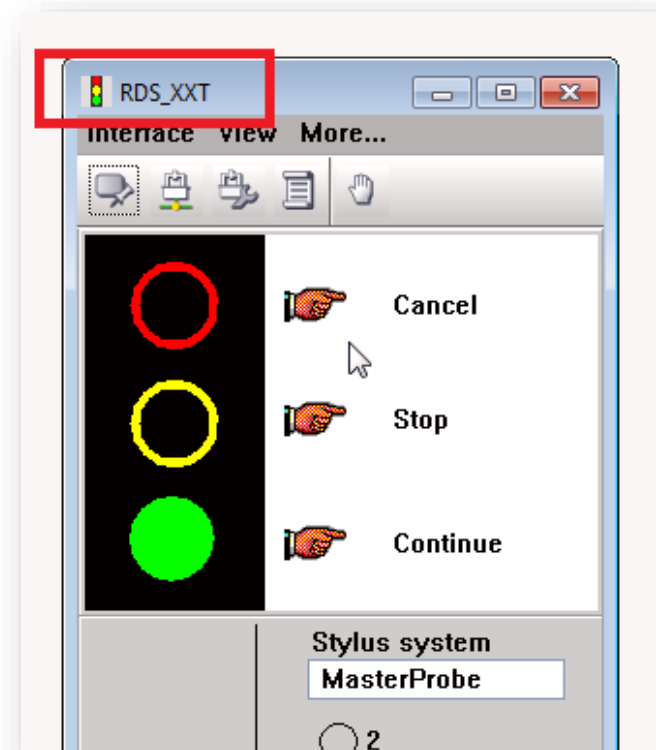 RDS_XXT
Interface View More...
Cancel
Stop
Continue
Stylus system
MasterProbe
2